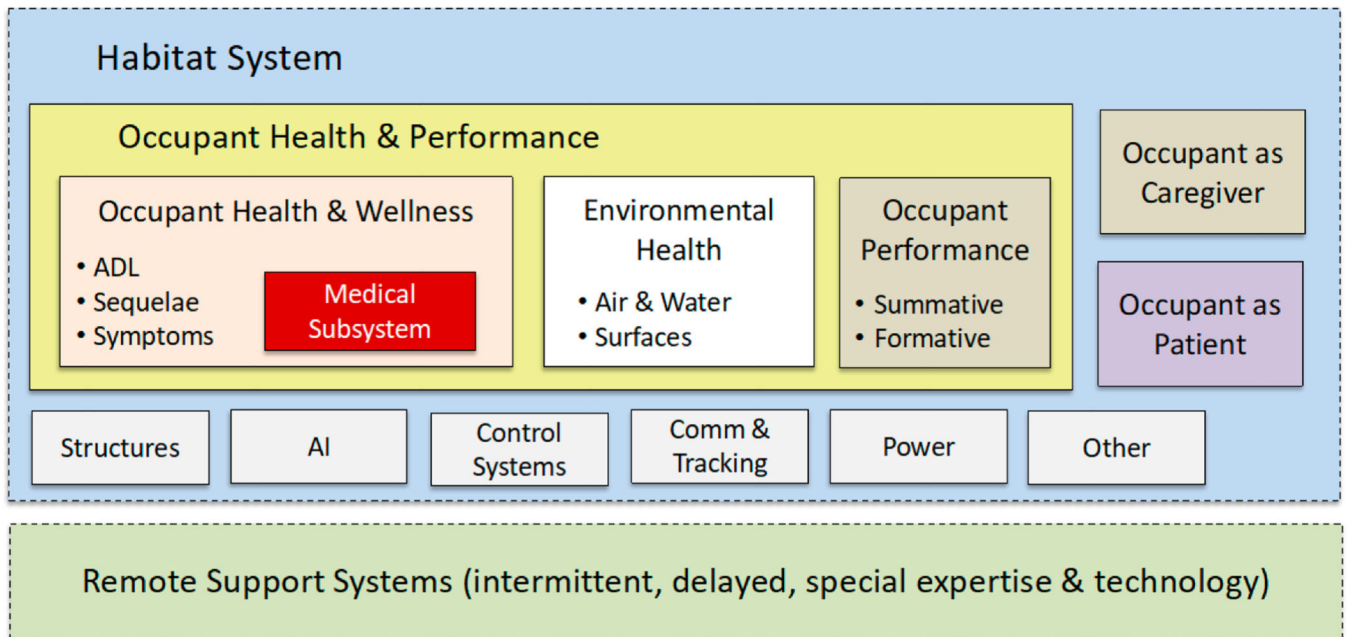 Habitat System
Occupant Health & Performance
Occupant Health & Wellness
• ADL
• Sequelae
• Symptoms
Medical
Subsystem
Environmental
Health
• Air & Water
• Surfaces
Occupant
Performance
• Summative
• Formative
Occupant as
Caregiver
Occupant as
Patient
Structures
AI
Control
Systems
Comm &
Tracking
Power
Other
Remote Support Systems (intermittent, delayed, special expertise & technology)